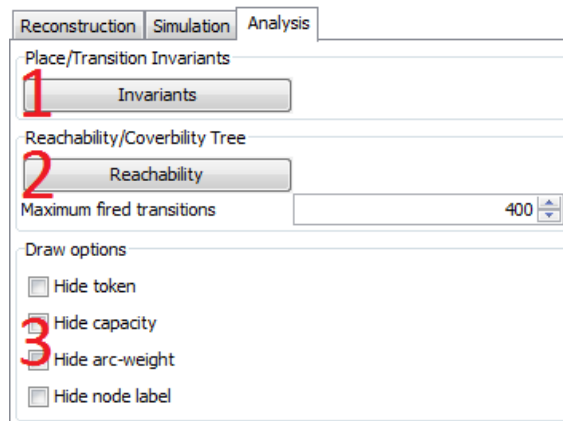 Reconstruction Simulation Analysis
Place/Transition Invariants
1 Invariants
Reachability/Coverbility Tree
2 Reachability
Maximum fired transitions 400
Draw options
Hide token
Hide capacity
3
Hide arc-weight
Hide node label